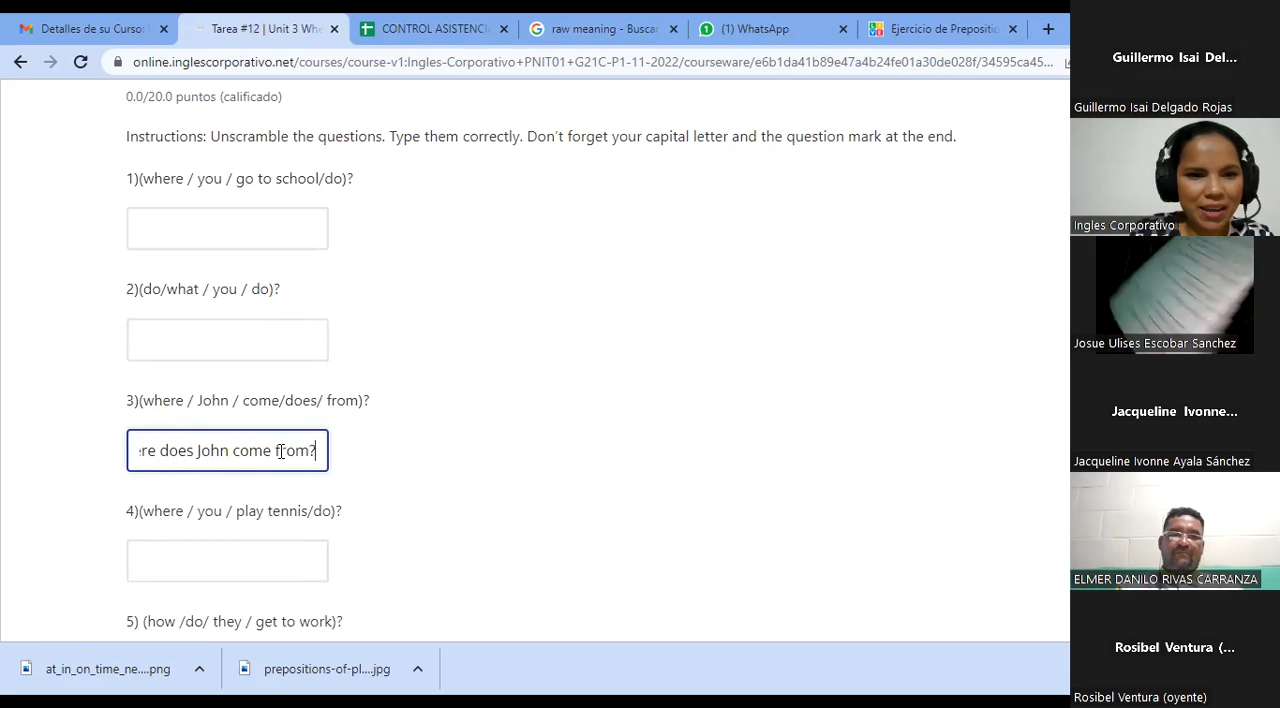 Detalles de su Curso:
Tarea #12 | Unit 3 Whe
CONTROL ASISTENCI
raw meaning - Buscar
(1) WhatsApp
Ejercicio de Prepositio
online.inglescorporativo.net/courses/course-v1:Ingles-Corporativo+PNIT01+G21C-P1-11-2022/courseware/e6b1da41b89e47a4b24fe01a30de028f/34595ca45...
0.0/20.0 puntos (calificado)
Instructions: Unscramble the questions. Type them correctly. Don't forget your capital letter and the question mark at the end.
1)(where / you / go to school/do)?
2)(do/what / you / do)?
3)(where / John / come/does/ from)?
ere does John come from?
4)(where / you / play tennis/do)?
5) (how /do/ they / get to work)?
at_in_on_time_ne....png
prepositions-of-pl....jpg
Guillermo Isai Del...
Guillermo Isai Delgado Rojas
Ingles Corporativo
Josue Ulises Escobar Sanchez
Jacqueline Ivonne...
Jacqueline Ivonne Ayala Sánchez
ELMER DANILO RIVAS CARRANZA
Rosibel Ventura (...
Rosibel Ventura (oyente)